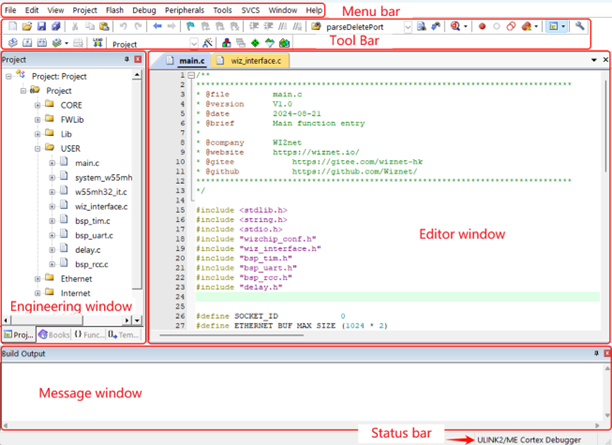 File Edit View Project Flash Debug Peripherals Tools SVCS Window Help
Menu bar
parseDeletePort
Project
Tool Bar
Project
Project: Project
Project
CORE
FWLib
Lib
USER
main.c
system_w55mh
w55mh32_it.c
wiz_interface.c
bsp_tim.c
bsp_uart.c
delay.c
bsp_rcc.c
Ethernet
Internet
Engineering window
Proj... Books Func... Tem...
main.c wiz_interface.c
1 /**
2 ******************************************************************************
3 * @file main.c
4 * @version V1.0
5 * @date 2024-08-21
6 * @brief Main function entry
7 *
8 * @company WIZnet
9 * @website https://wiznet.io/
10 * @gitee https://gitee.com/wiznet-hk
11 * @github https://github.com/Wiznet/
12 ******************************************************************************
13 */
14
15 #include <stdlib.h>
16 #include <string.h>
17 #include <stdio.h>
18 #include "wizchip_conf.h"
19 #include "wiz_interface.h"
20 #include "bsp_tim.h"
21 #include "bsp_uart.h"
22 #include "bsp_rcc.h"
23 #include "delay.h"
24
25
26 #define SOCKET_ID 0
27 #define ETHERNET_BUF_MAX_SIZE (1024 * 2)
Editor window
Build Output
Message window
Status bar
ULINK2/ME Cortex Debugger